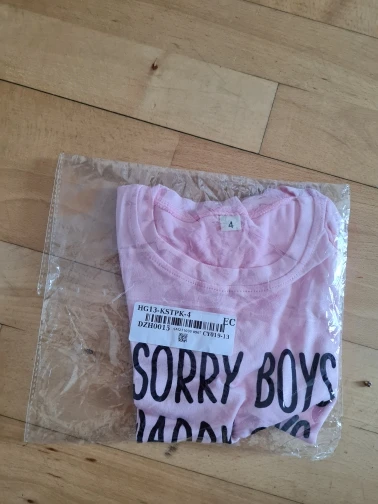 4
HG13-KSTPK-4
EC
DZH0013
CY019-13
SORRY BOYS